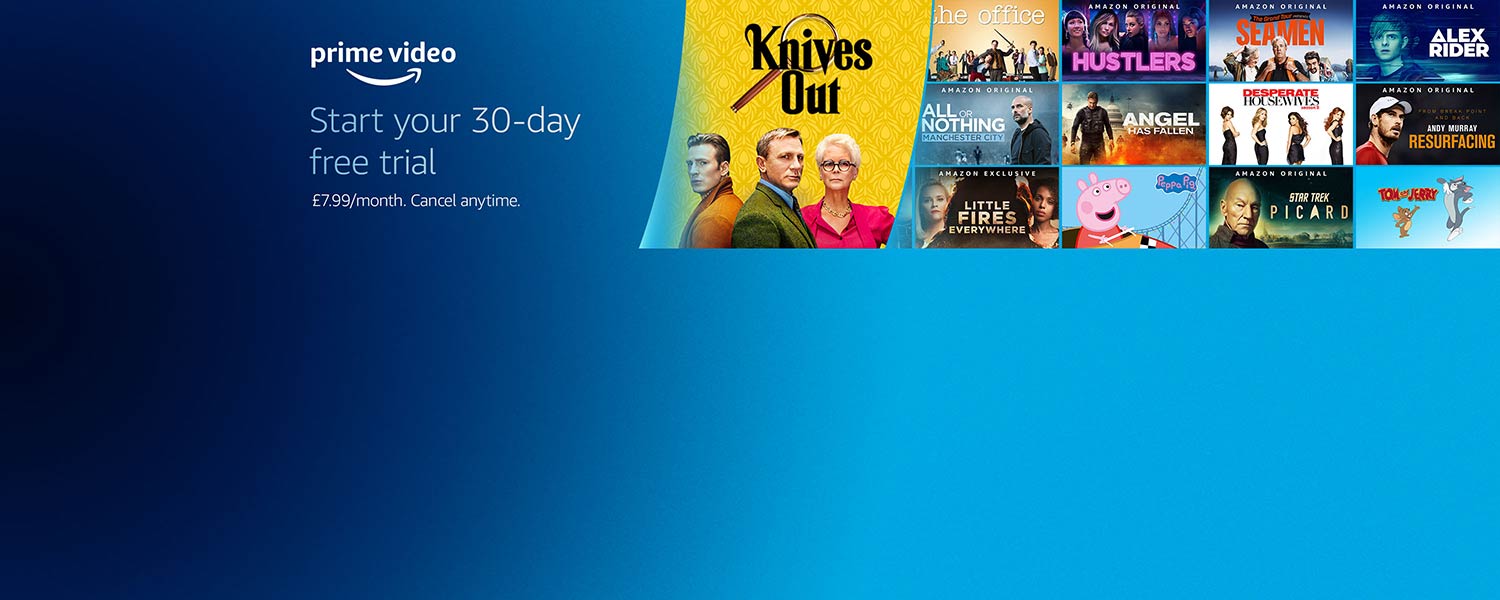 prime video
Start your 30-day
free trial
£7.99/month. Cancel anytime.
Knives
Out
the office
AMAZON ORIGINAL
HUSTLERS
AMAZON ORIGINAL
The Grand Tour presents
SEAMEN
AMAZON ORIGINAL
ALEX
RIDER
AMAZON ORIGINAL
ALL OR
NOTHING
MANCHESTER CITY
ANGEL
HAS FALLEN
DESPERATE
HOUSEWIVES
AMAZON ORIGINAL
FROM BREAK POINT
AND BACK
ANDY MURRAY
RESURFACING
AMAZON EXCLUSIVE
LITTLE
FIRES
EVERYWHERE
Peppa Pig
AMAZON ORIGINAL
STAR TREK
PICARD
TOM and JERRY